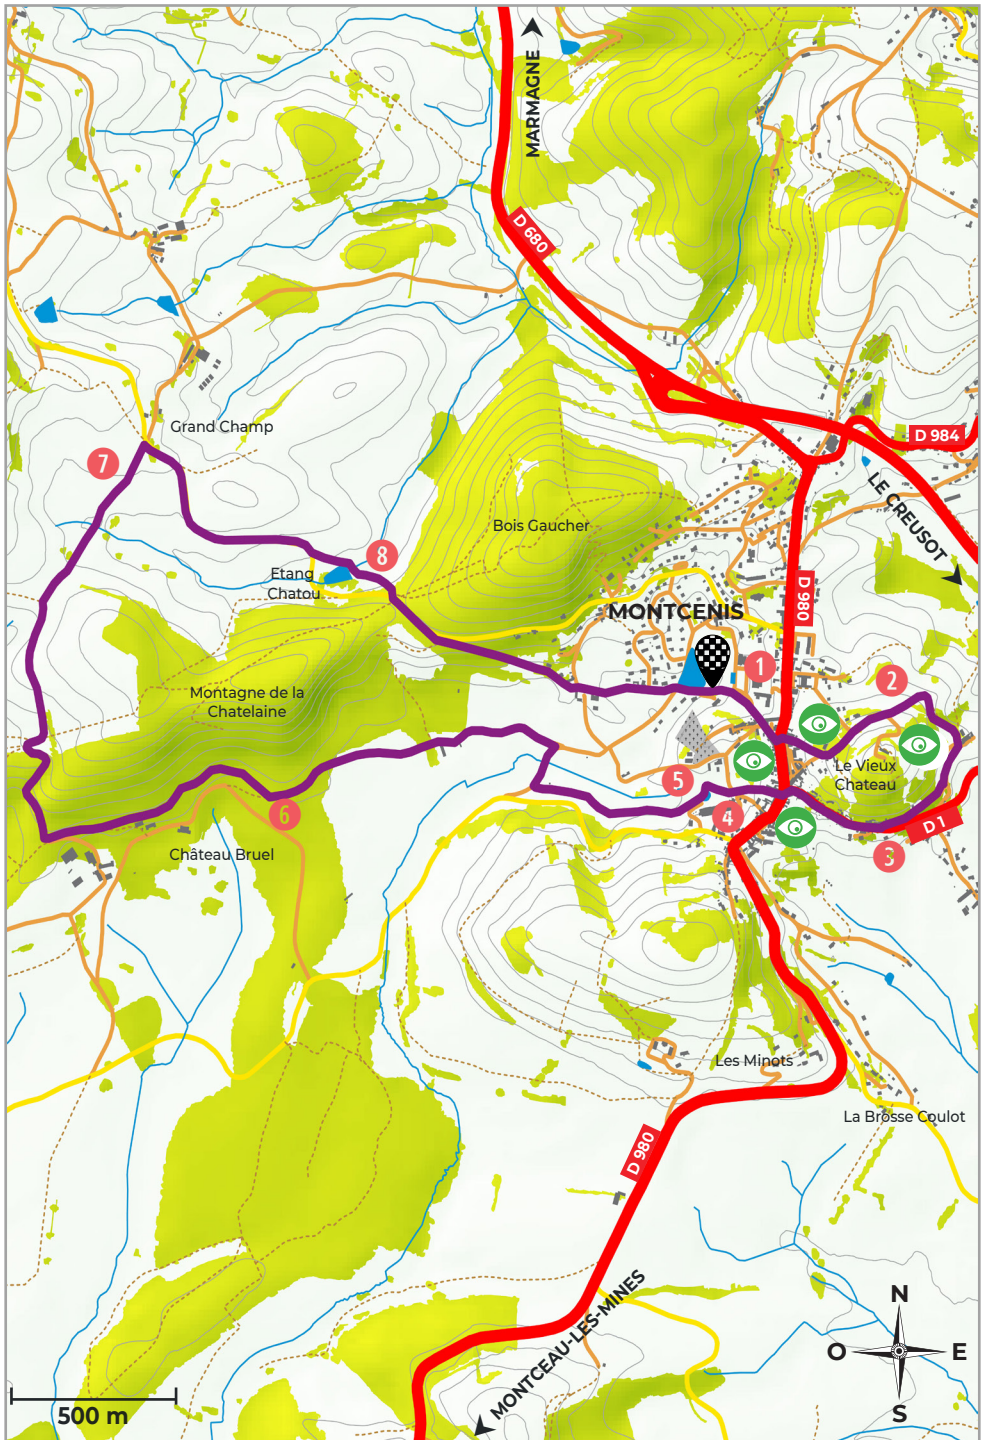 MARMAGNE
D 680
D 984
Grand Champ
7
LE CREUSOT
Bois Gaucher
8
Etang
Chatou
D 980
MONTCENIS
1
2
Montagne de la
Chatelaine
Le Vieux
Chateau
5
6
4
D 1
3
Château Bruel
Les Minots
La Brosse Coulot
D 980
MONTCEAU-LES-MINES
N
O
E
S
500 m